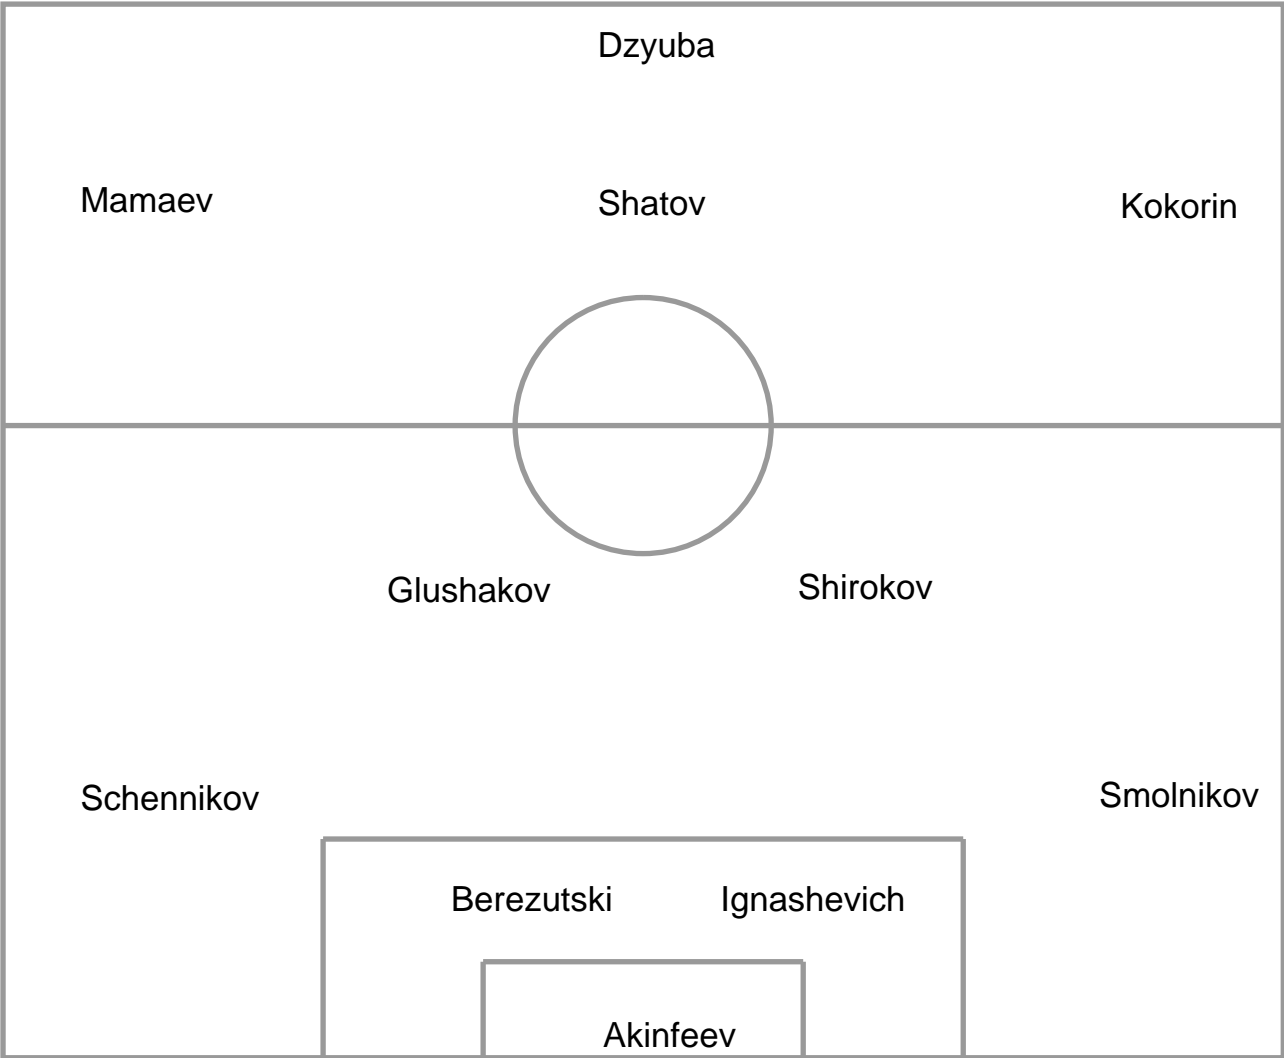 Dzyuba
Mamaev
Shatov
Kokorin
Glushakov
Shirokov
Schennikov
Smolnikov
Berezutski
Ignashevich
Akinfeev